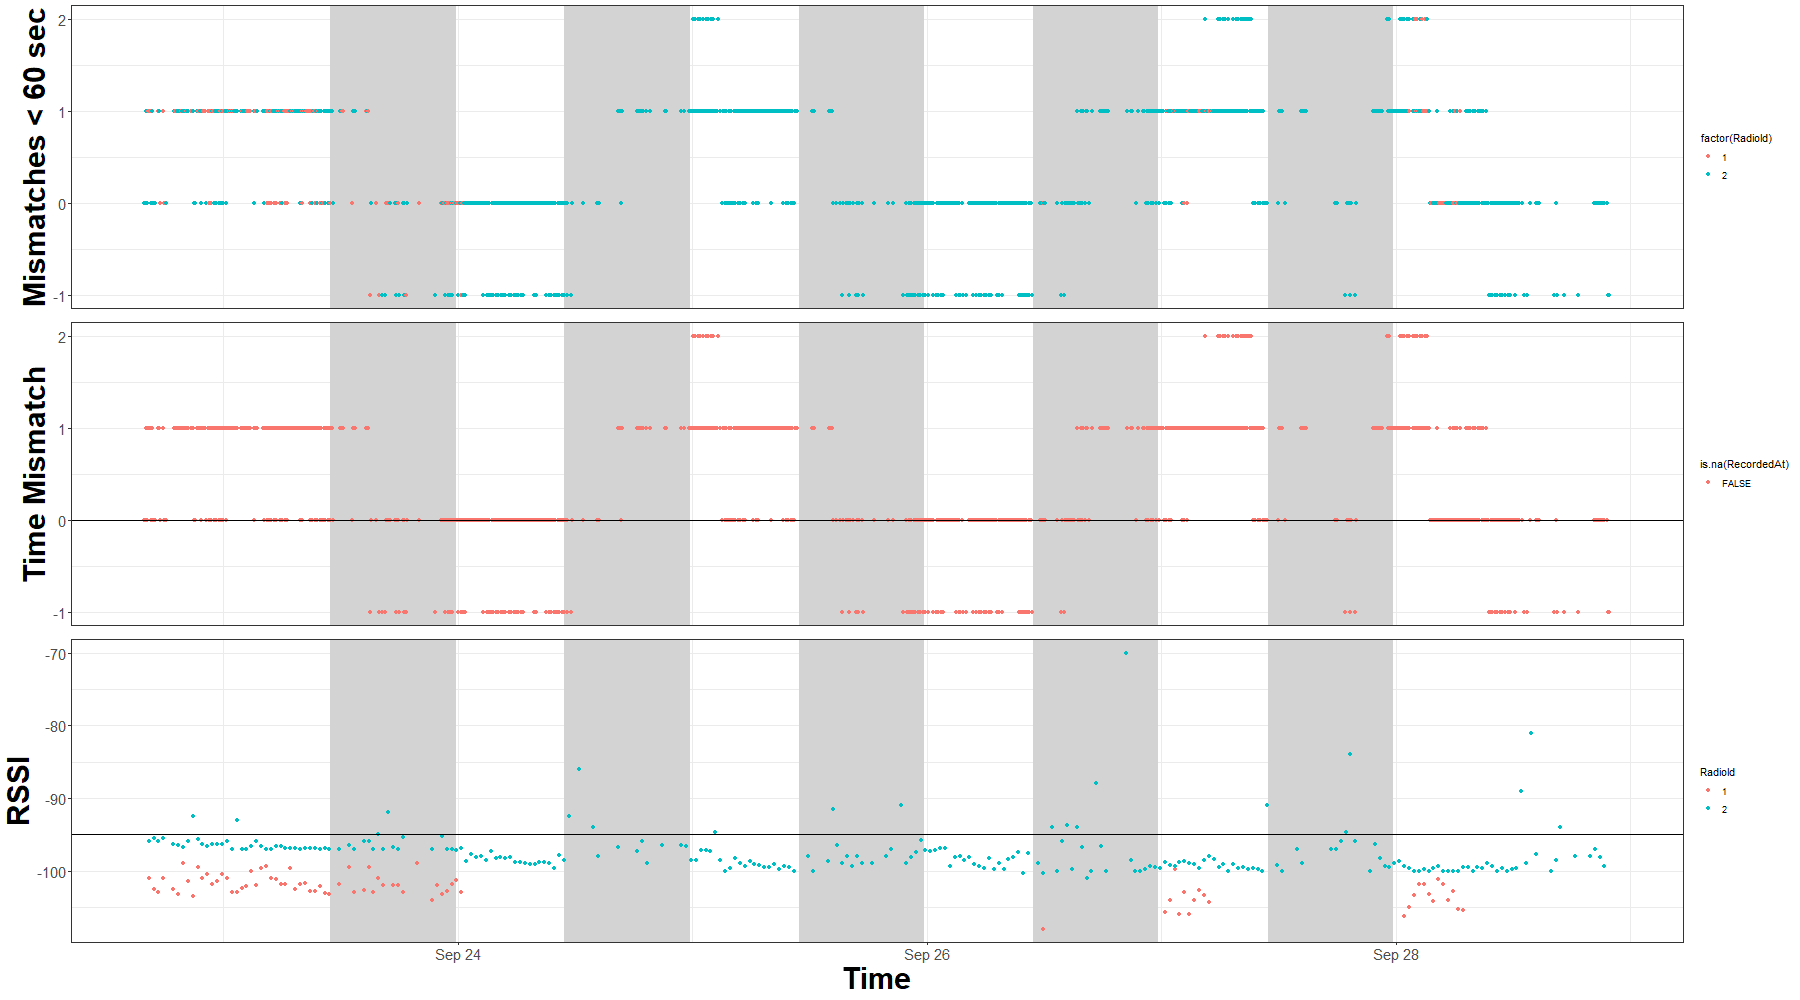 Mismatches < 60 sec
2
1
0
-1
factor(RadioId)
1
2
Time Mismatch
2
1
0
-1
is.na(RecordedAt)
FALSE
RSSI
-70
-80
-90
-100
RadioId
1
2
Sep 24
Sep 26
Sep 28
Time